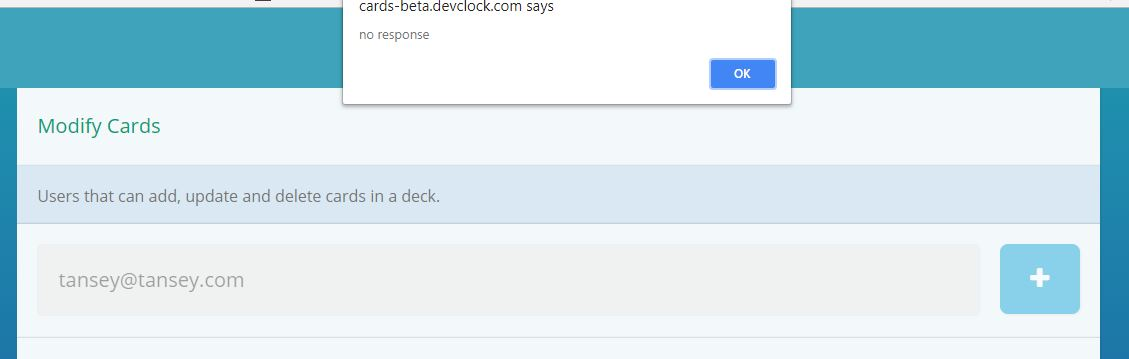 cards-beta.devclock.com says
no response
OK
Modify Cards
Users that can add, update and delete cards in a deck.
tansey@tansey.com